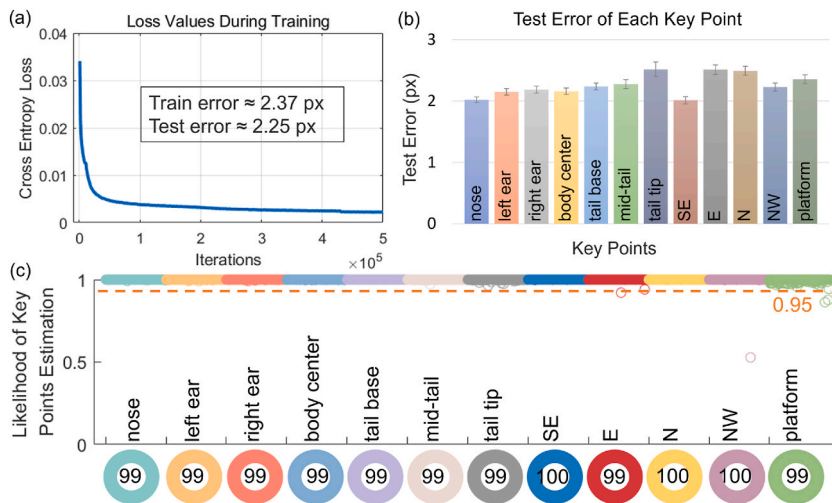 (a)
Loss Values During Training
0.04
0.03
0.02
0.01
0
Cross Entropy Loss
Train error ≈ 2.37 px
Test error ≈ 2.25 px
0 1 2 3 4 5
Iterations
× 10⁵
(b)
Test Error of Each Key Point
3
2
1
0
Test Error (px)
nose
left ear
right ear
body center
tail base
mid-tail
tail tip
SE
E
N
NW
platform
Key Points
(c)
1
0.5
0
Likelihood of Key
Points Estimation
0.95
nose
left ear
right ear
body center
tail base
mid-tail
tail tip
SE
E
N
NW
platform
99 99 99 99 99 99 99 100 99 100 100 99